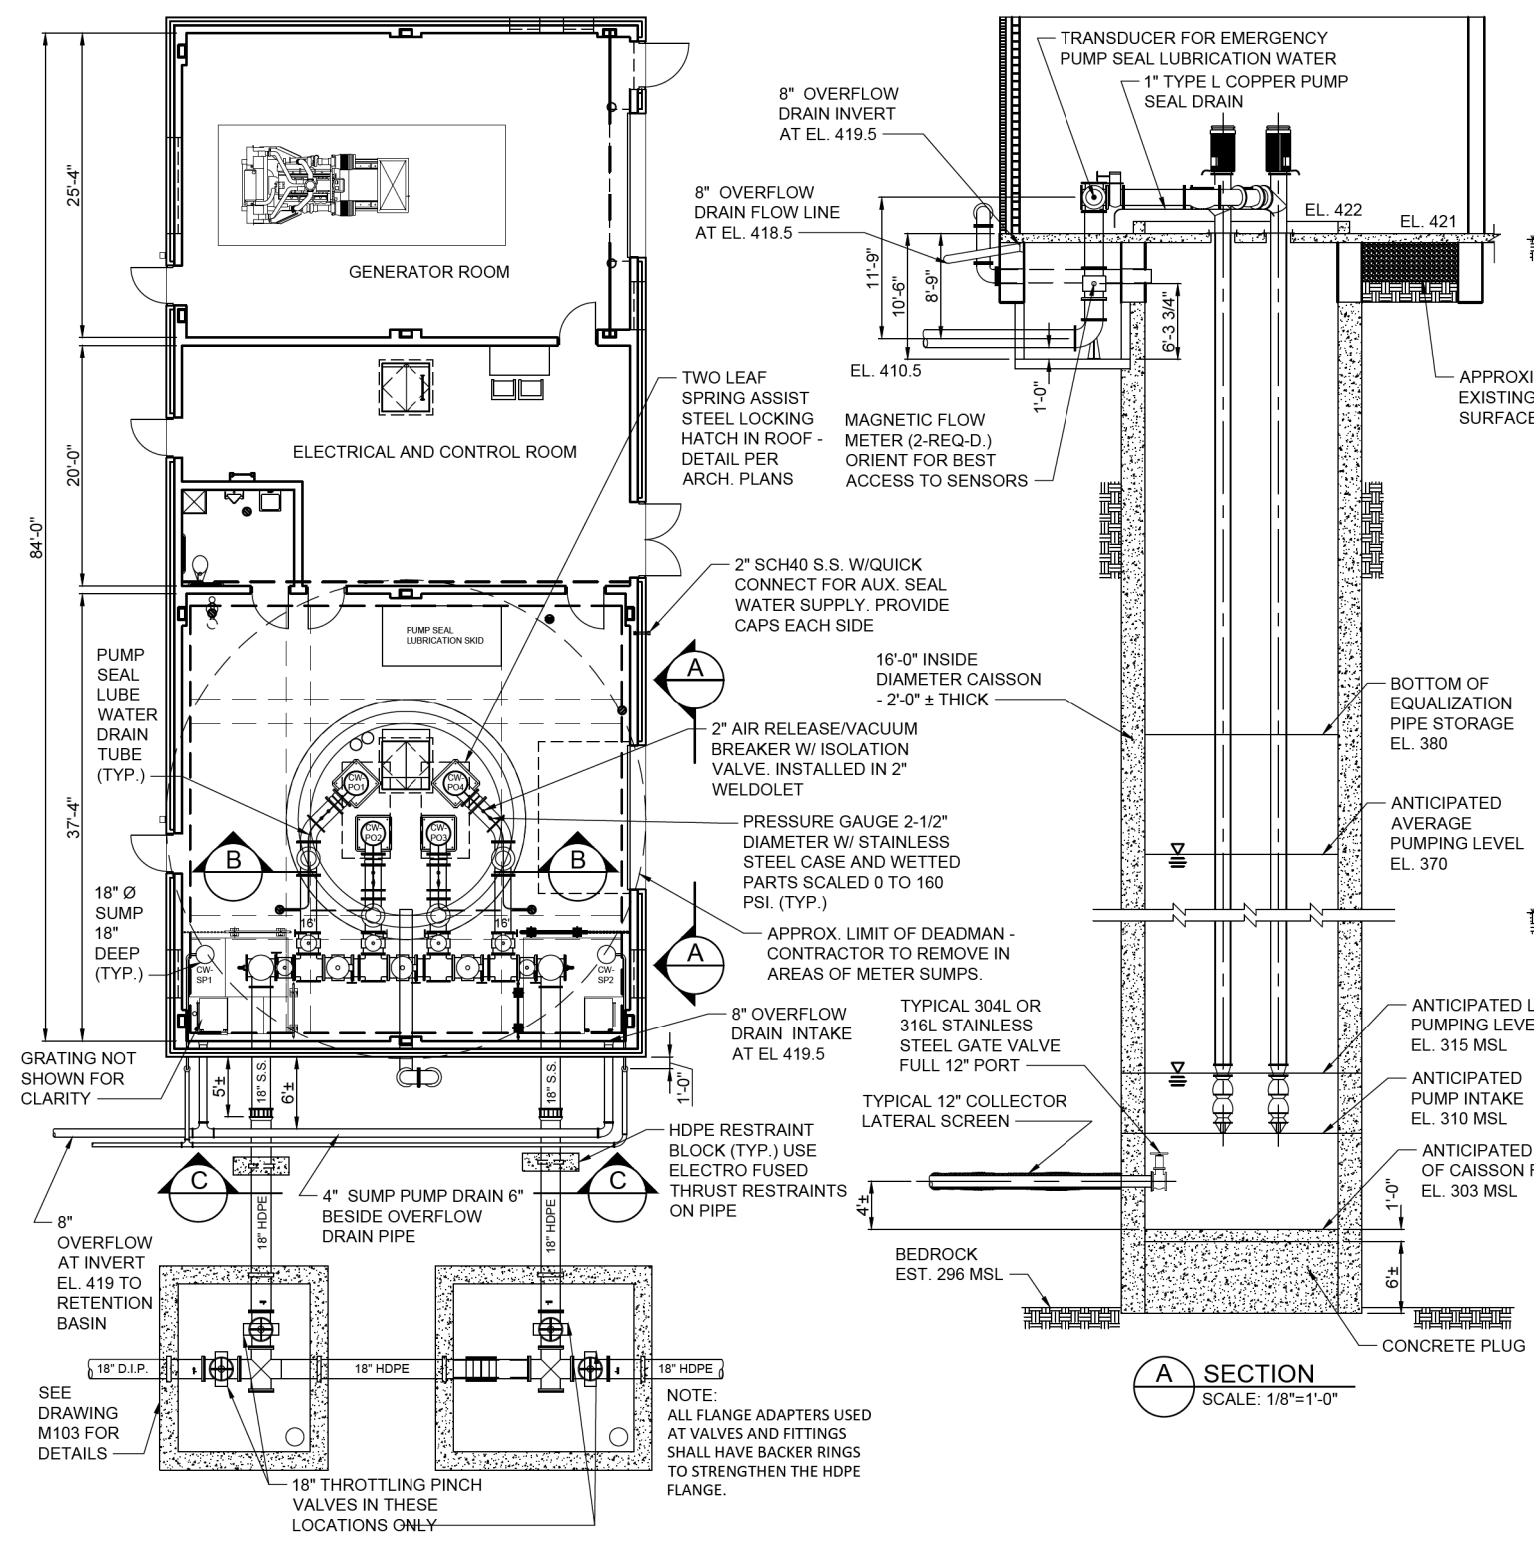 TRANSDUCER FOR EMERGENCY
PUMP SEAL LUBRICATION WATER
1" TYPE L COPPER PUMP
SEAL DRAIN
8" OVERFLOW
DRAIN INVERT
AT EL. 419.5
8" OVERFLOW
DRAIN FLOW LINE
AT EL. 418.5
EL. 422
EL. 421
11'-9"
10'-6"
8'-9"
6'-3 3/4"
1'-0"
EL. 410.5
MAGNETIC FLOW
METER (2-REQ-D.)
ORIENT FOR BEST
ACCESS TO SENSORS
APPROXI
EXISTING
SURFACE
25'-4"
20'-0"
84'-0"
37'-4"
GENERATOR ROOM
ELECTRICAL AND CONTROL ROOM
TWO LEAF
SPRING ASSIST
STEEL LOCKING
HATCH IN ROOF -
DETAIL PER
ARCH. PLANS
2" SCH40 S.S. W/QUICK
CONNECT FOR AUX. SEAL
WATER SUPPLY. PROVIDE
CAPS EACH SIDE
PUMP SEAL
LUBRICATION SKID
PUMP
SEAL
LUBE
WATER
DRAIN
TUBE
(TYP.)
A
16'-0" INSIDE
DIAMETER CAISSON
- 2'-0" ± THICK
BOTTOM OF
EQUALIZATION
PIPE STORAGE
EL. 380
2" AIR RELEASE/VACUUM
BREAKER W/ ISOLATION
VALVE. INSTALLED IN 2"
WELDOLET
CW-
PO1
CW-
PO4
CW-
PO2
CW-
PO3
PRESSURE GAUGE 2-1/2"
DIAMETER W/ STAINLESS
STEEL CASE AND WETTED
PARTS SCALED 0 TO 160
PSI. (TYP.)
ANTICIPATED
AVERAGE
PUMPING LEVEL
EL. 370
B
B
18" Ø
SUMP
18"
DEEP
(TYP.)
16'
16'
CW-
SP1
CW-
SP2
A
APPROX. LIMIT OF DEADMAN -
CONTRACTOR TO REMOVE IN
AREAS OF METER SUMPS.
8" OVERFLOW
DRAIN INTAKE
AT EL 419.5
TYPICAL 304L OR
316L STAINLESS
STEEL GATE VALVE
FULL 12" PORT
ANTICIPATED L
PUMPING LEVE
EL. 315 MSL
ANTICIPATED
PUMP INTAKE
EL. 310 MSL
GRATING NOT
SHOWN FOR
CLARITY
5'±
18" S.S.
6'±
18" S.S.
1'-0"
TYPICAL 12" COLLECTOR
LATERAL SCREEN
HDPE RESTRAINT
BLOCK (TYP.) USE
ELECTRO FUSED
THRUST RESTRAINTS
ON PIPE
ANTICIPATED
OF CAISSON F
EL. 303 MSL
C
C
4" SUMP PUMP DRAIN 6"
BESIDE OVERFLOW
DRAIN PIPE
18" HDPE
18" HDPE
4'±
1'-0"
6'±
8"
OVERFLOW
AT INVERT
EL. 419 TO
RETENTION
BASIN
BEDROCK
EST. 296 MSL
CONCRETE PLUG
18" D.I.P.
18" HDPE
18" HDPE
A SECTION
SCALE: 1/8"=1'-0"
SEE
DRAWING
M103 FOR
DETAILS
NOTE:
ALL FLANGE ADAPTERS USED
AT VALVES AND FITTINGS
SHALL HAVE BACKER RINGS
TO STRENGTHEN THE HDPE
FLANGE.
18" THROTTLING PINCH
VALVES IN THESE
LOCATIONS ONLY